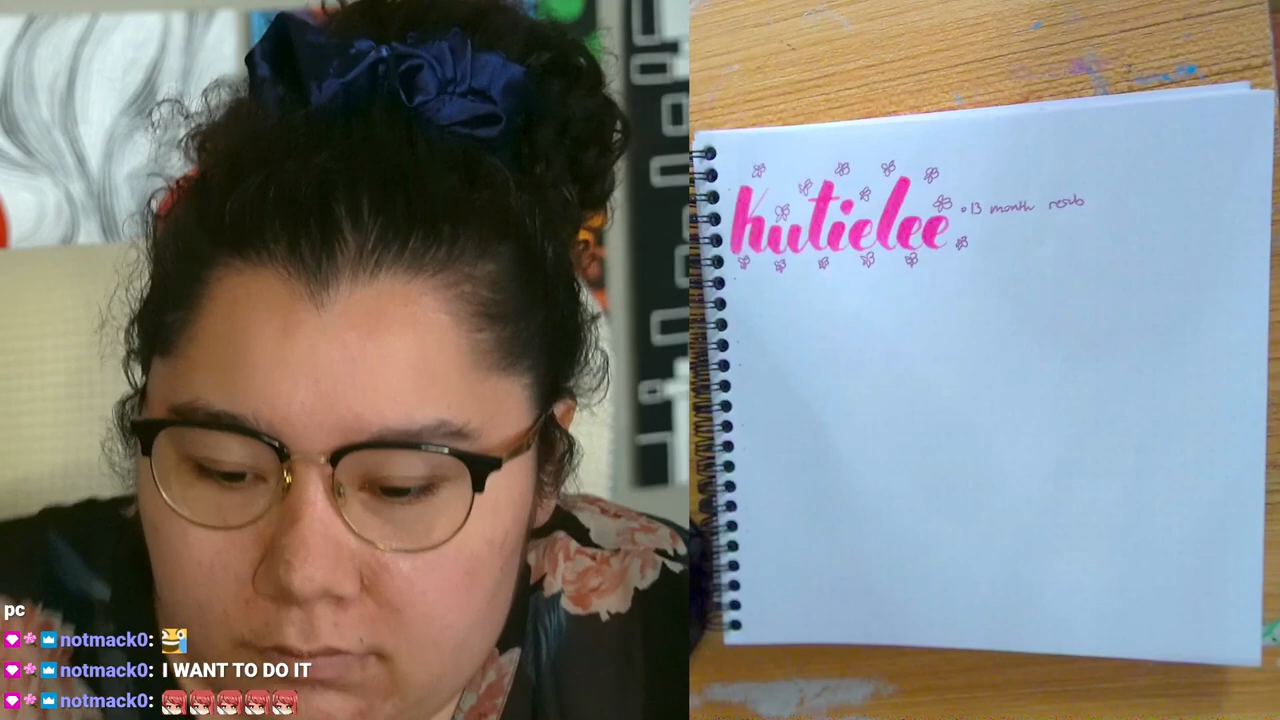 kutielee
13 month resub
pc
notmack0:
notmack0: I WANT TO DO IT
notmack0: